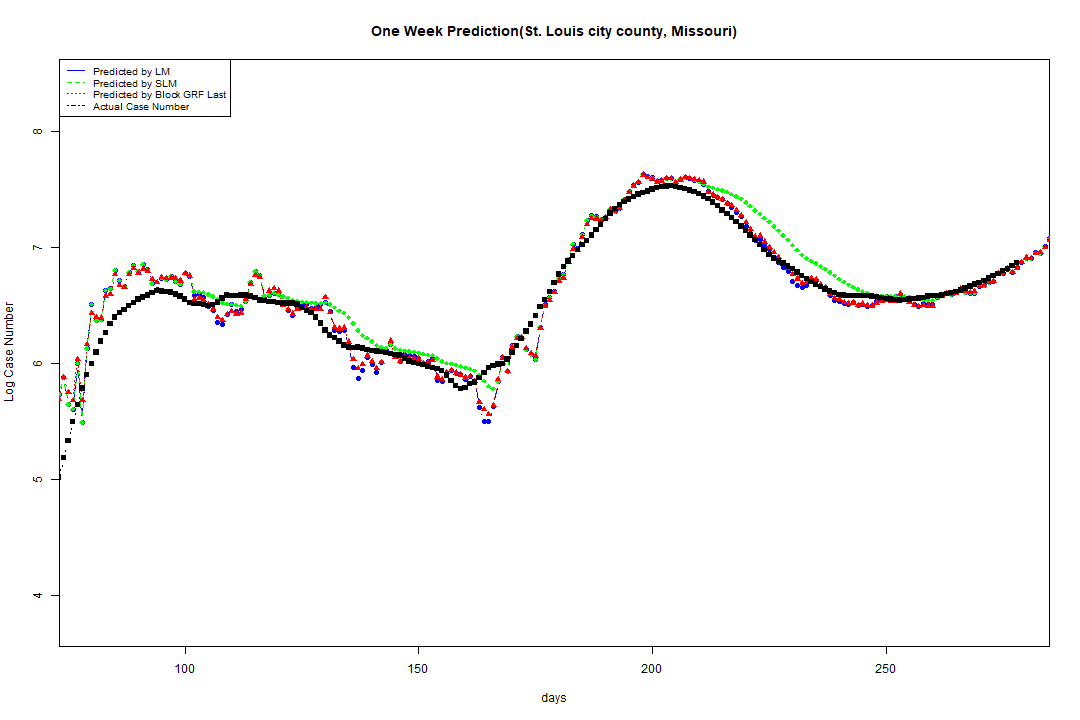 One Week Prediction(St. Louis city county, Missouri)
Predicted by LM
Predicted by SLM
Predicted by Block GRF Last
Actual Case Number
8
7
6
5
4
Log Case Number
100 150 200 250
days